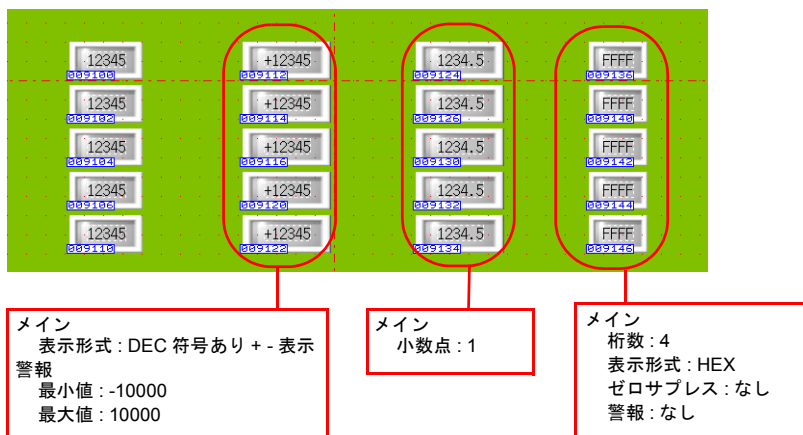 12345 +12345 1234.5 FFFF
009100 009112 009124 009136
12345 +12345 1234.5 FFFF
009102 009114 009126 009140
12345 +12345 1234.5 FFFF
009104 009116 009130 009142
12345 +12345 1234.5 FFFF
009106 009120 009132 009144
12345 +12345 1234.5 FFFF
009110 009122 009134 009146
メイン
表示形式 : DEC 符号あり + - 表示
警報
最小値 : -10000
最大値 : 10000
メイン
小数点 : 1
メイン
桁数 : 4
表示形式 : HEX
ゼロサプレス : なし
警報 : なし